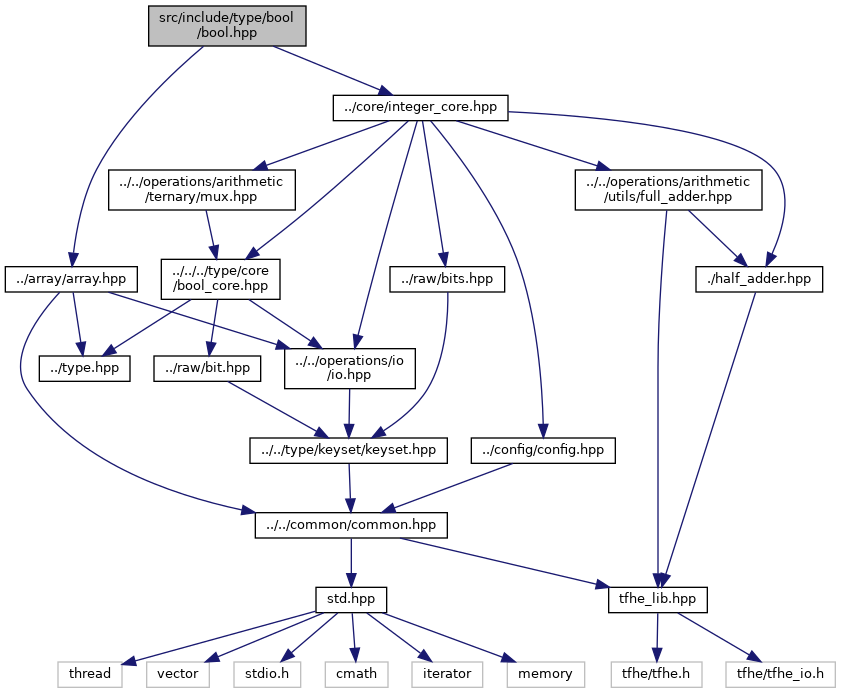 src/include/type/bool
/bool.hpp
../core/integer_core.hpp
../../operations/arithmetic
/ternary/mux.hpp
../../operations/arithmetic
/utils/full_adder.hpp
../array/array.hpp
../../../type/core
/bool_core.hpp
../raw/bits.hpp
./half_adder.hpp
../type.hpp
../raw/bit.hpp
../../operations/io
/io.hpp
../../type/keyset/keyset.hpp
../config/config.hpp
../../common/common.hpp
std.hpp
tfhe_lib.hpp
thread
vector
stdio.h
cmath
iterator
memory
tfhe/tfhe.h
tfhe/tfhe_io.h